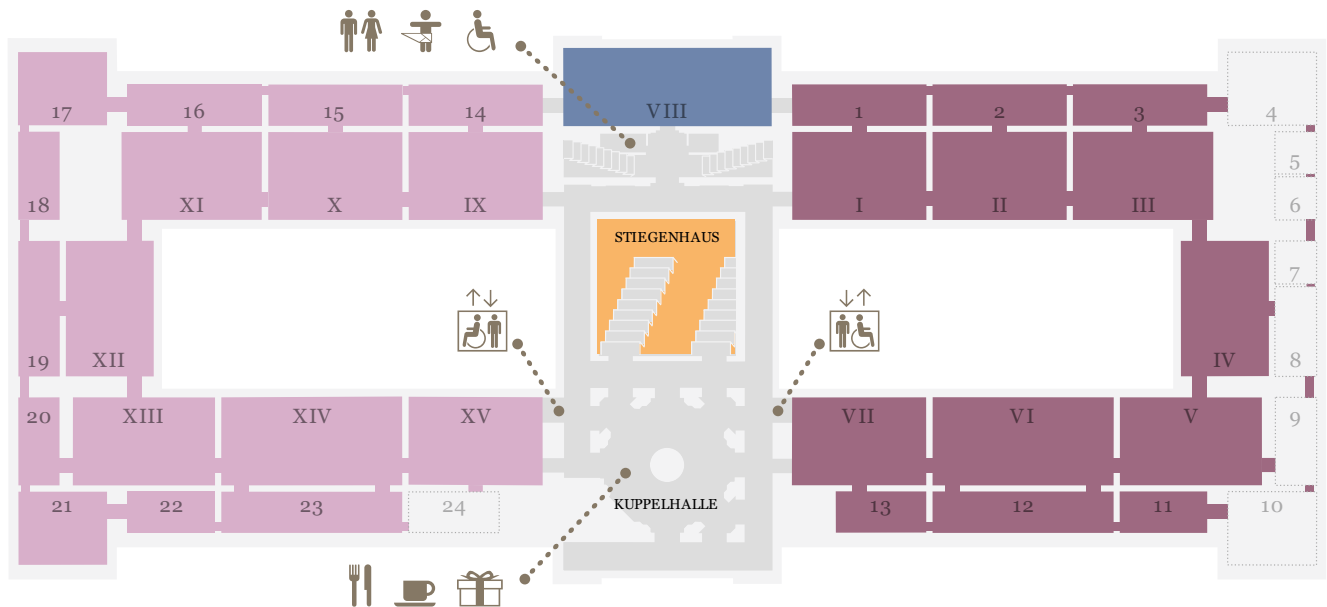 17
16
15
14
VIII
1
2
3
4
5
18
XI
X
IX
I
II
III
6
STIEGENHAUS
7
19
XII
IV
8
20
XIII
XIV
XV
VII
VI
V
9
21
22
23
24
KUPPELHALLE
13
12
11
10